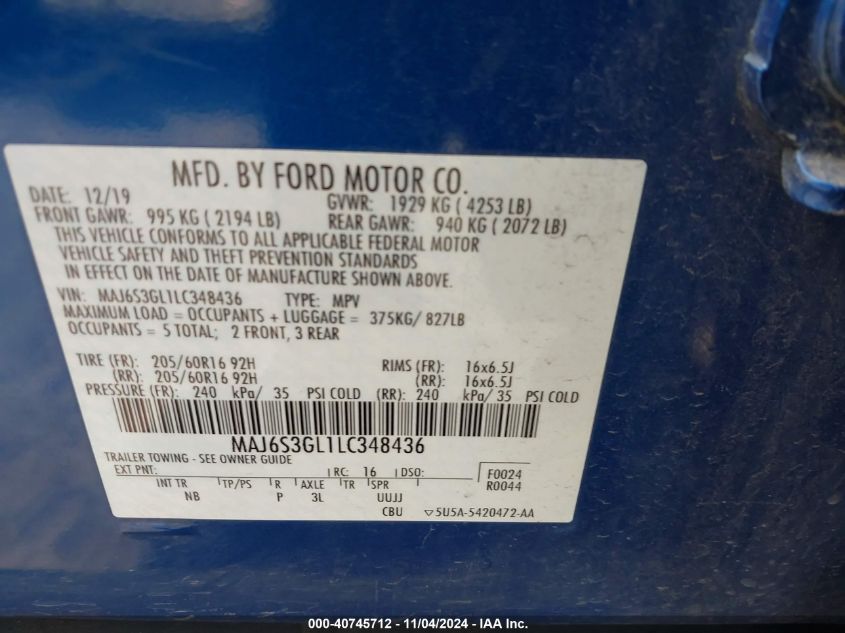 MFD. BY FORD MOTOR CO.
DATE: 12/19 GVWR: 1929 KG ( 4253 LB)
FRONT GAWR: 995 KG ( 2194 LB) REAR GAWR: 940 KG ( 2072 LB)
THIS VEHICLE CONFORMS TO ALL APPLICABLE FEDERAL MOTOR
VEHICLE SAFETY AND THEFT PREVENTION STANDARDS
IN EFFECT ON THE DATE OF MANUFACTURE SHOWN ABOVE.
VIN: MAJ6S3GL1LC348436 TYPE: MPV
MAXIMUM LOAD = OCCUPANTS + LUGGAGE = 375KG/ 827LB
OCCUPANTS = 5 TOTAL; 2 FRONT, 3 REAR
TIRE (FR): 205/60R16 92H RIMS (FR): 16x6.5J
(RR): 205/60R16 92H (RR): 16x6.5J
PRESSURE (FR): 240 kPa/ 35 PSI COLD (RR): 240 kPa/ 35 PSI COLD
MAJ6S3GL1LC348436
TRAILER TOWING - SEE OWNER GUIDE
EXT PNT: RC: 16 DSO: F0024
INT TR TP/PS R AXLE TR SPR R0044
NB P 3L UUJJ
CBU ▽5U5A-5420472-AA
000-40745712 - 11/04/2024 - IAA Inc.